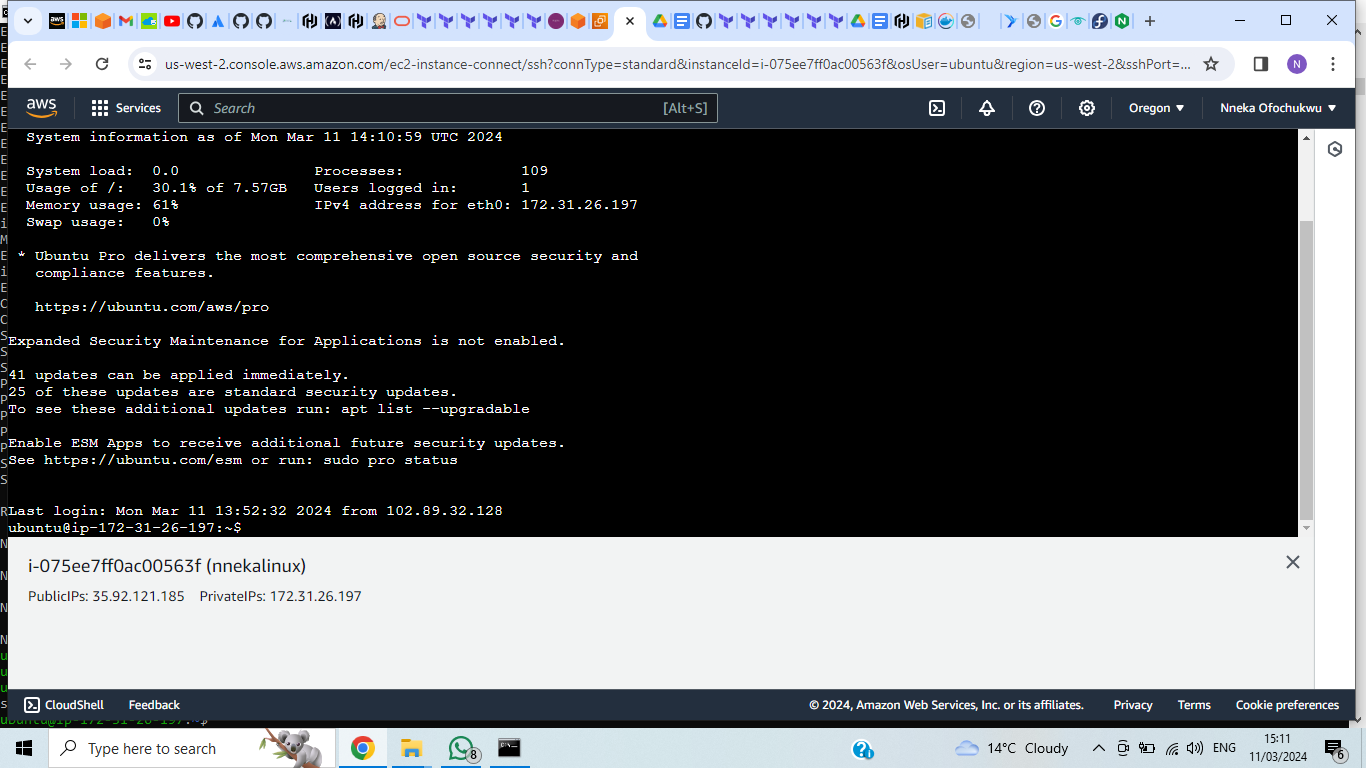 us-west-2.console.aws.amazon.com/ec2-instance-connect/ssh?connType=standard&instanceId=i-075ee7ff0ac00563f&osUser=ubuntu&region=us-west-2&sshPort=...
N
aws
Services
Search
[Alt+S]
Oregon
Nneka Ofochukwu
System information as of Mon Mar 11 14:10:59 UTC 2024
System load: 0.0 Processes: 109
Usage of /: 30.1% of 7.57GB Users logged in: 1
Memory usage: 61% IPv4 address for eth0: 172.31.26.197
Swap usage: 0%
* Ubuntu Pro delivers the most comprehensive open source security and
compliance features.
https://ubuntu.com/aws/pro
Expanded Security Maintenance for Applications is not enabled.
41 updates can be applied immediately.
25 of these updates are standard security updates.
To see these additional updates run: apt list --upgradable
Enable ESM Apps to receive additional future security updates.
See https://ubuntu.com/esm or run: sudo pro status
Last login: Mon Mar 11 13:52:32 2024 from 102.89.32.128
ubuntu@ip-172-31-26-197:~$
i-075ee7ff0ac00563f (nnekalinux)
PublicIPs: 35.92.121.185 PrivateIPs: 172.31.26.197
CloudShell
Feedback
© 2024, Amazon Web Services, Inc. or its affiliates.
Privacy
Terms
Cookie preferences
Type here to search
8
14°C Cloudy
ENG
15:11
11/03/2024
6